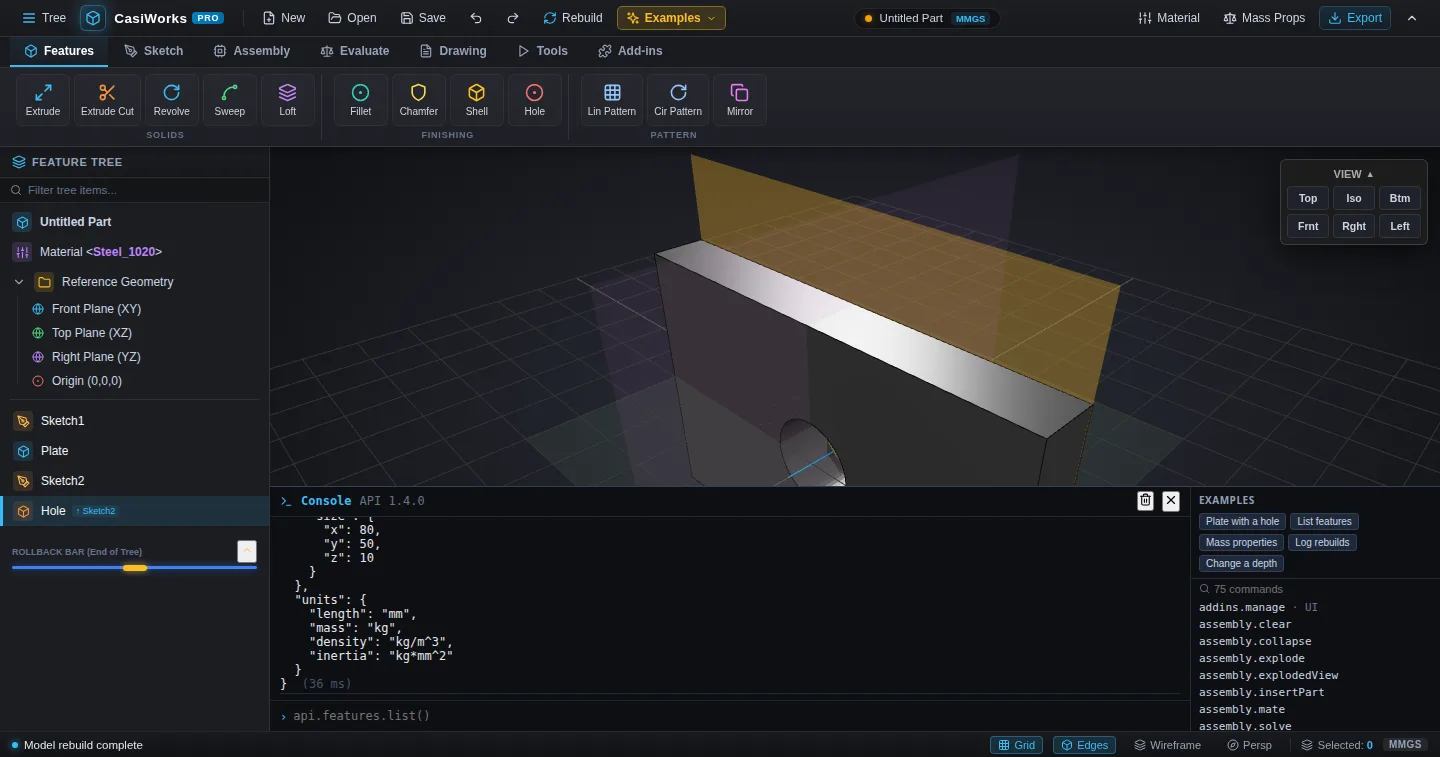 Tree CasiWorks PRO New Open Save Rebuild Examples Untitled Part MMGS Material Mass Props Export
Features Sketch Assembly Evaluate Drawing Tools Add-ins
Extrude Extrude Cut Revolve Sweep Loft Fillet Chamfer Shell Hole Lin Pattern Cir Pattern Mirror
SOLIDS FINISHING PATTERN
FEATURE TREE
Filter tree items...
Untitled Part
Material <Steel_1020>
Reference Geometry
Front Plane (XY)
Top Plane (XZ)
Right Plane (YZ)
Origin (0,0,0)
Sketch1
Plate
Sketch2
Hole ↑ Sketch2
ROLLBACK BAR (End of Tree)
VIEW ▲
Top Iso Btm
Frnt Rght Left
Console API 1.4.0
"size": {
"x": 80,
"y": 50,
"z": 10
}
},
"units": {
"length": "mm",
"mass": "kg",
"density": "kg/m^3",
"inertia": "kg*mm^2"
}
} (36 ms)
› api.features.list()
EXAMPLES
Plate with a hole List features
Mass properties Log rebuilds
Change a depth
75 commands
addins.manage · UI
assembly.clear
assembly.collapse
assembly.explode
assembly.explodedView
assembly.insertPart
assembly.mate
assembly.solve
Model rebuild complete Grid Edges Wireframe Persp Selected: 0 MMGS